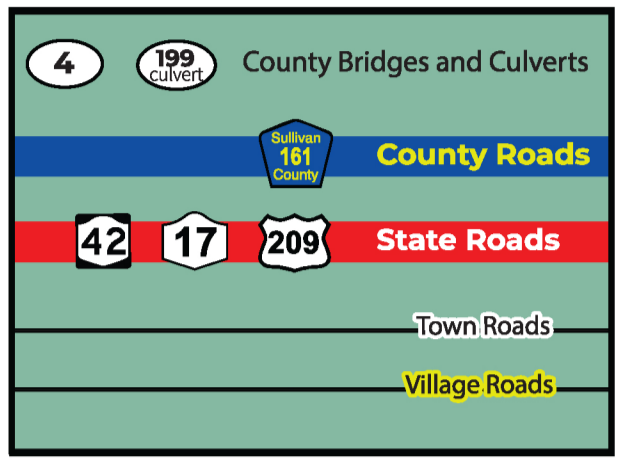 4
199
culvert
County Bridges and Culverts
Sullivan
161
County
County Roads
42
17
209
State Roads
Town Roads
Village Roads